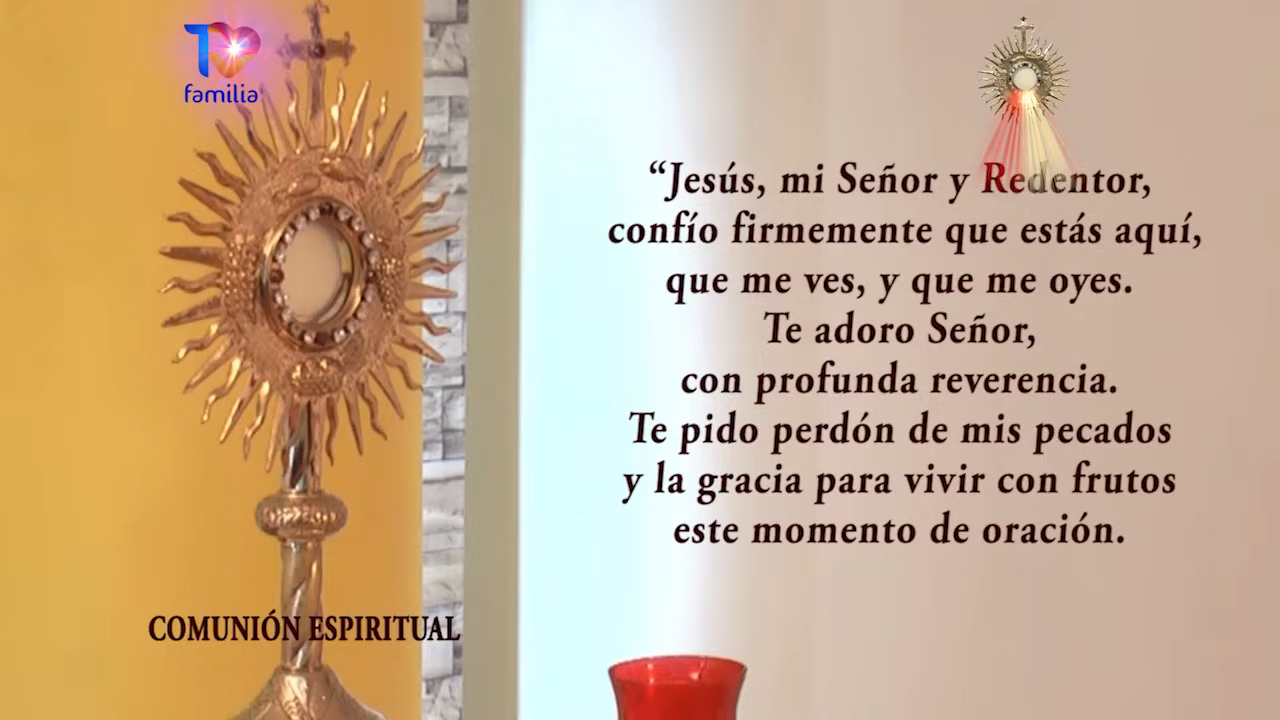 T
familia
“Jesús, mi Señor y Redentor,
confío firmemente que estás aquí,
que me ves, y que me oyes.
Te adoro Señor,
con profunda reverencia.
Te pido perdón de mis pecados
y la gracia para vivir con frutos
este momento de oración.
COMUNIÓN ESPIRITUAL